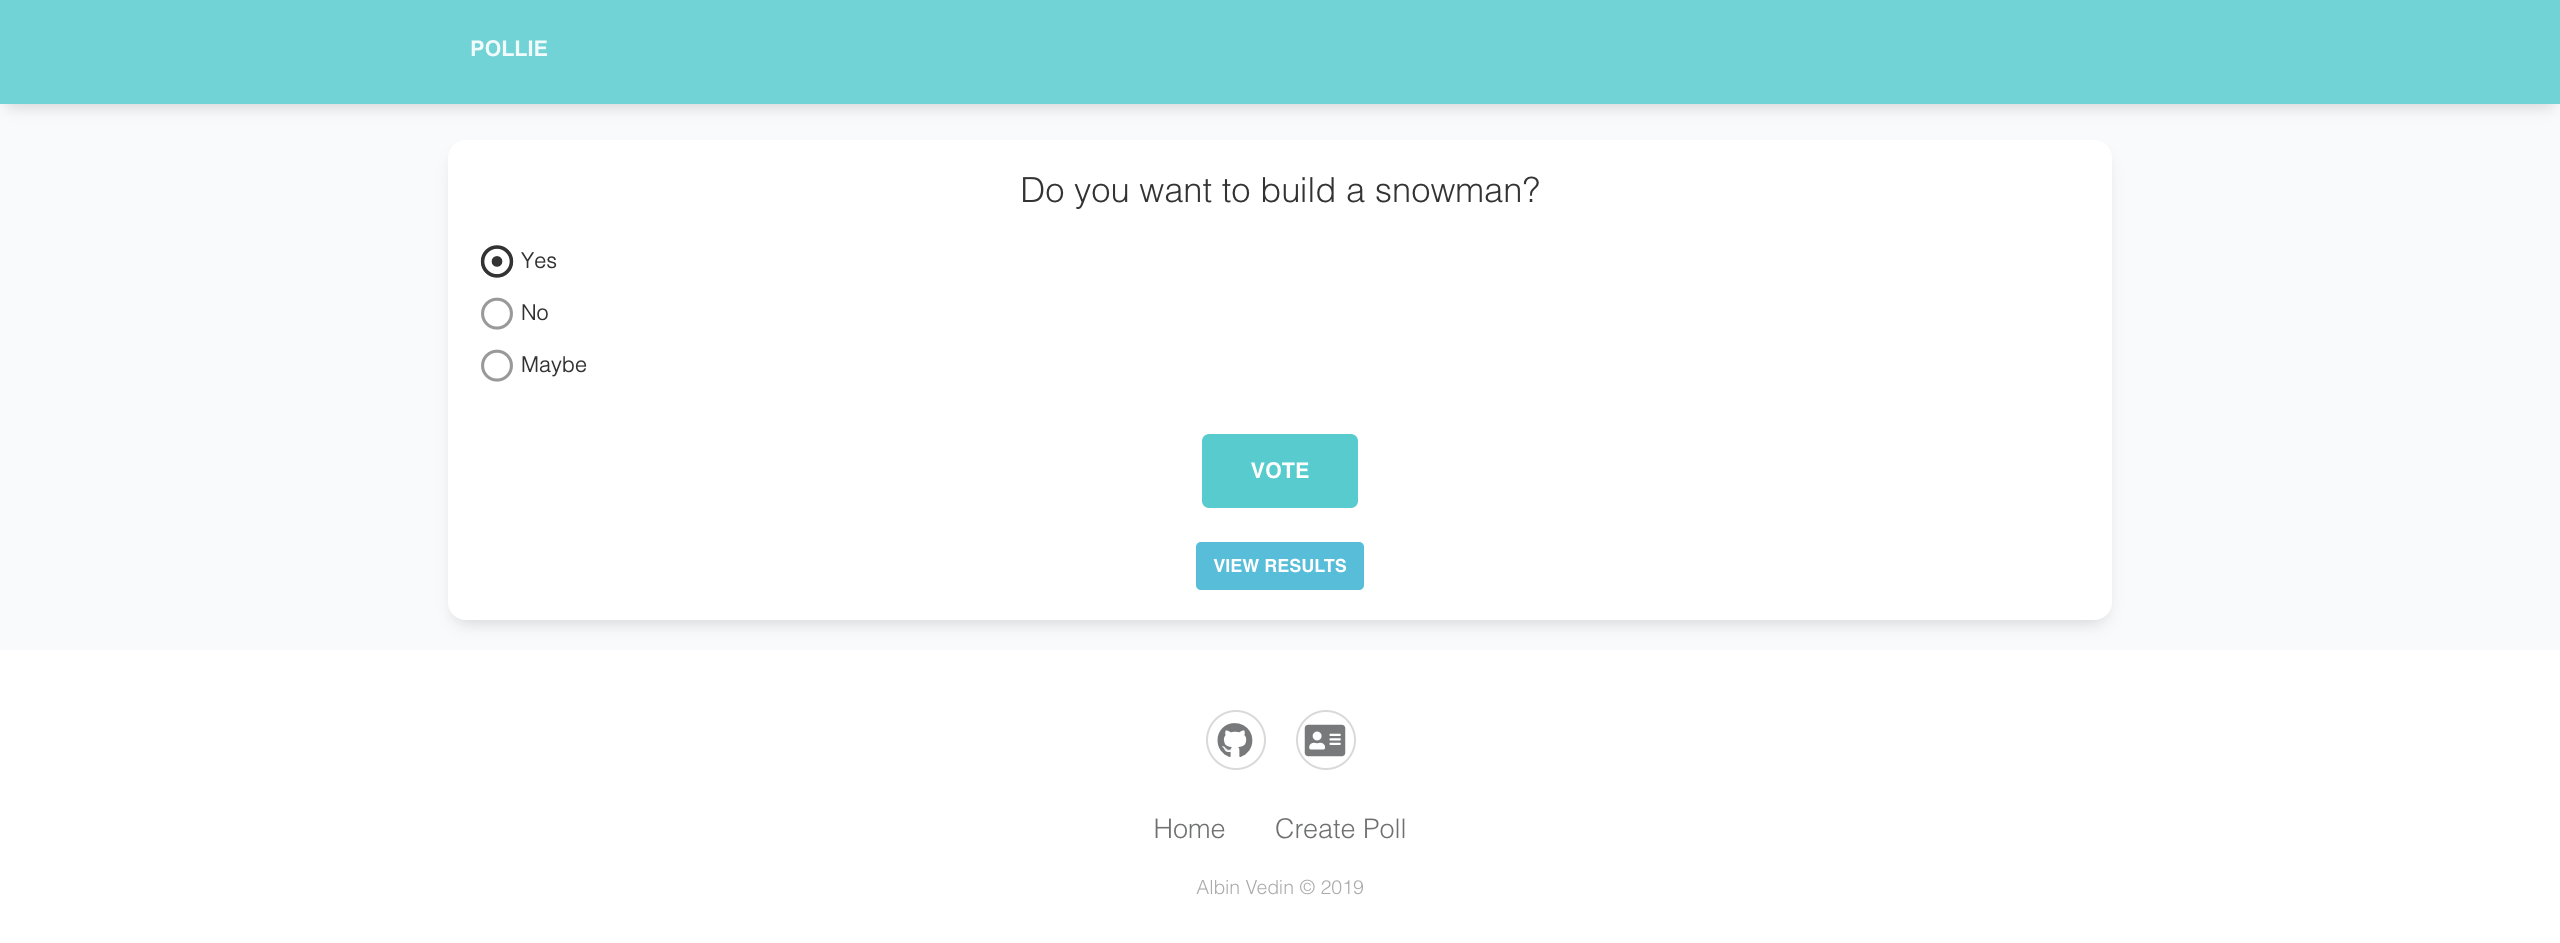 POLLIE
Do you want to build a snowman?
Yes
No
Maybe
VOTE
VIEW RESULTS
Home Create Poll
Albin Vedin © 2019